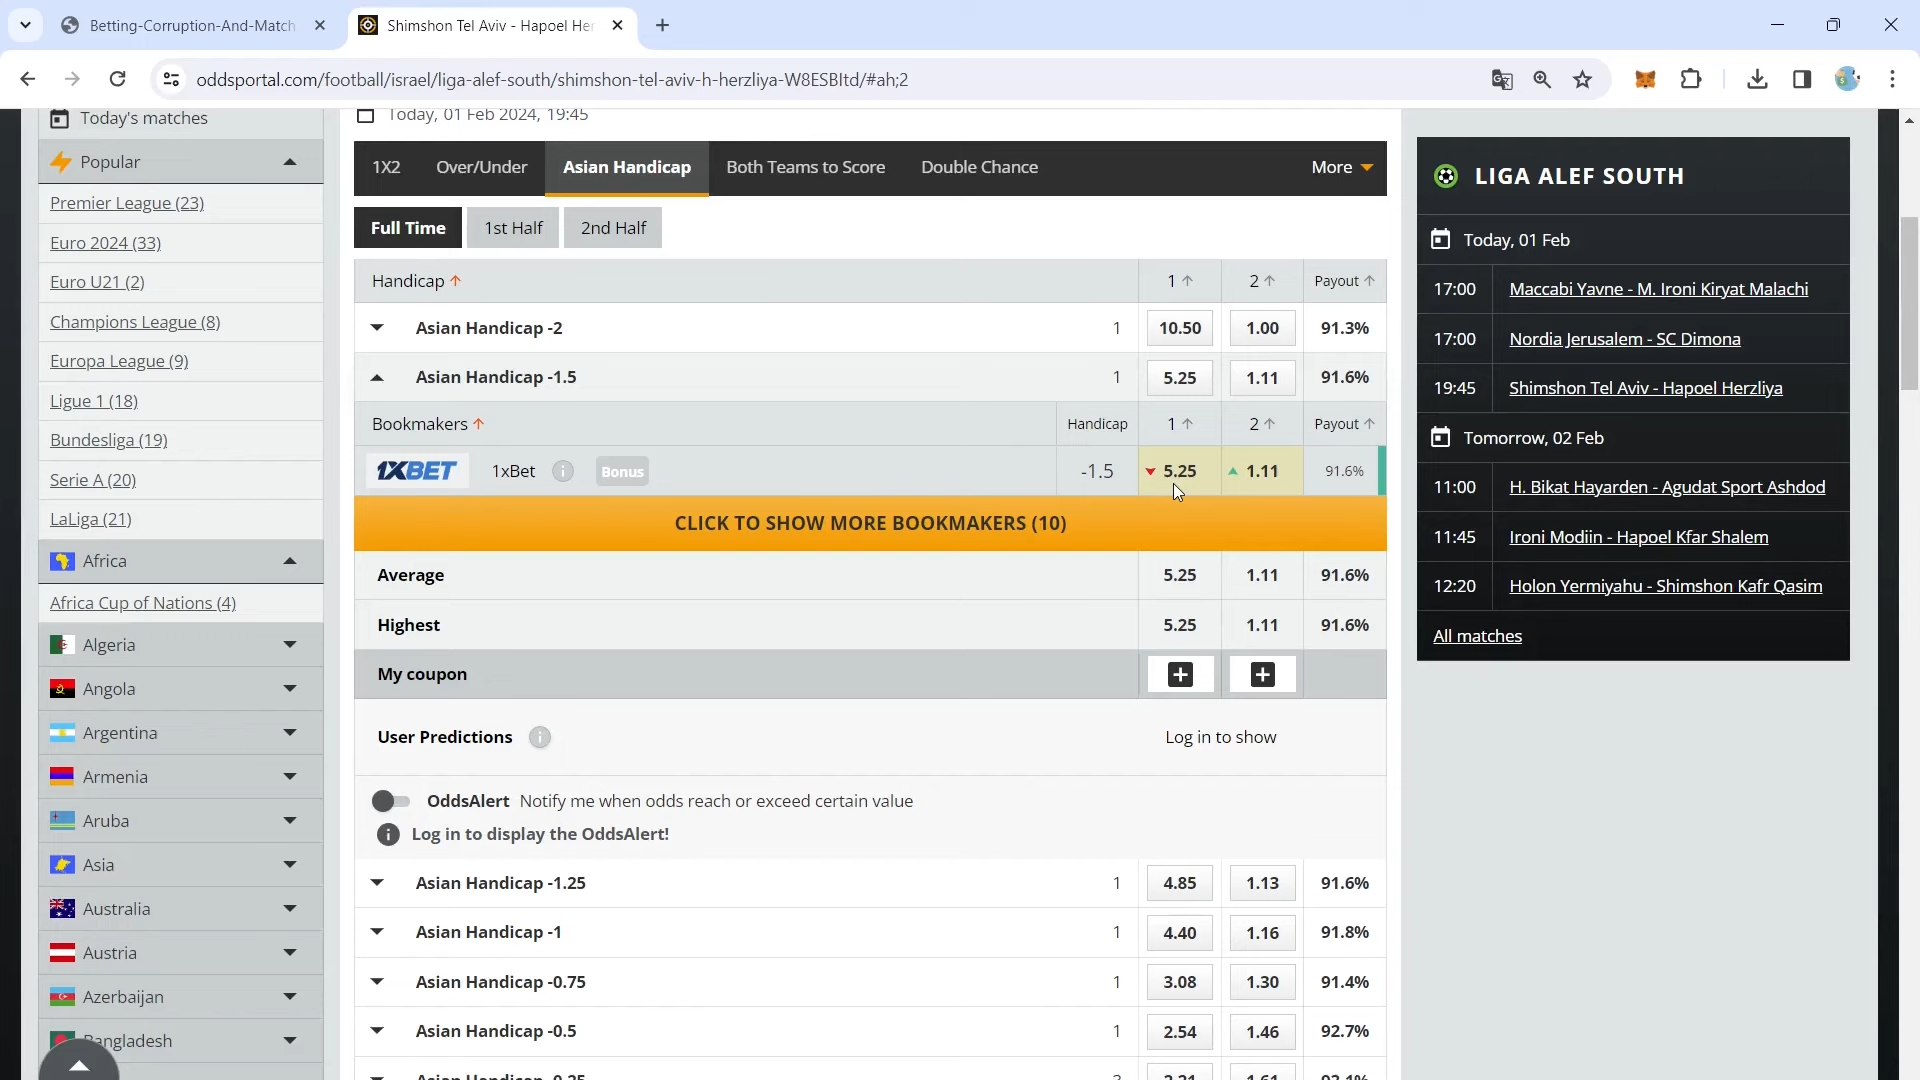 Betting-Corruption-And-Match
Shimshon Tel Aviv - Hapoel Her
oddsportal.com/football/israel/liga-alef-south/shimshon-tel-aviv-h-herzliya-W8ESBItd/#ah;2
Today's matches
Popular
Premier League (23)
Euro 2024 (33)
Euro U21 (2)
Champions League (8)
Europa League (9)
Ligue 1 (18)
Bundesliga (19)
Serie A (20)
LaLiga (21)
Africa
Africa Cup of Nations (4)
Algeria
Angola
Argentina
Armenia
Aruba
Asia
Australia
Austria
Azerbaijan
Bangladesh
Today, 01 Feb 2024, 19:45
1X2 Over/Under Asian Handicap Both Teams to Score Double Chance More
Full Time 1st Half 2nd Half
Handicap 1 2 Payout
Asian Handicap -2 1 10.50 1.00 91.3%
Asian Handicap -1.5 1 5.25 1.11 91.6%
Bookmakers Handicap 1 2 Payout
1XBET 1xBet Bonus -1.5 5.25 1.11 91.6%
CLICK TO SHOW MORE BOOKMAKERS (10)
Average 5.25 1.11 91.6%
Highest 5.25 1.11 91.6%
My coupon
User Predictions Log in to show
OddsAlert Notify me when odds reach or exceed certain value
Log in to display the OddsAlert!
Asian Handicap -1.25 1 4.85 1.13 91.6%
Asian Handicap -1 1 4.40 1.16 91.8%
Asian Handicap -0.75 1 3.08 1.30 91.4%
Asian Handicap -0.5 1 2.54 1.46 92.7%
Asian Handicap -0.25
LIGA ALEF SOUTH
Today, 01 Feb
17:00 Maccabi Yavne - M. Ironi Kiryat Malachi
17:00 Nordia Jerusalem - SC Dimona
19:45 Shimshon Tel Aviv - Hapoel Herzliya
Tomorrow, 02 Feb
11:00 H. Bikat Hayarden - Agudat Sport Ashdod
11:45 Ironi Modiin - Hapoel Kfar Shalem
12:20 Holon Yermiyahu - Shimshon Kafr Qasim
All matches